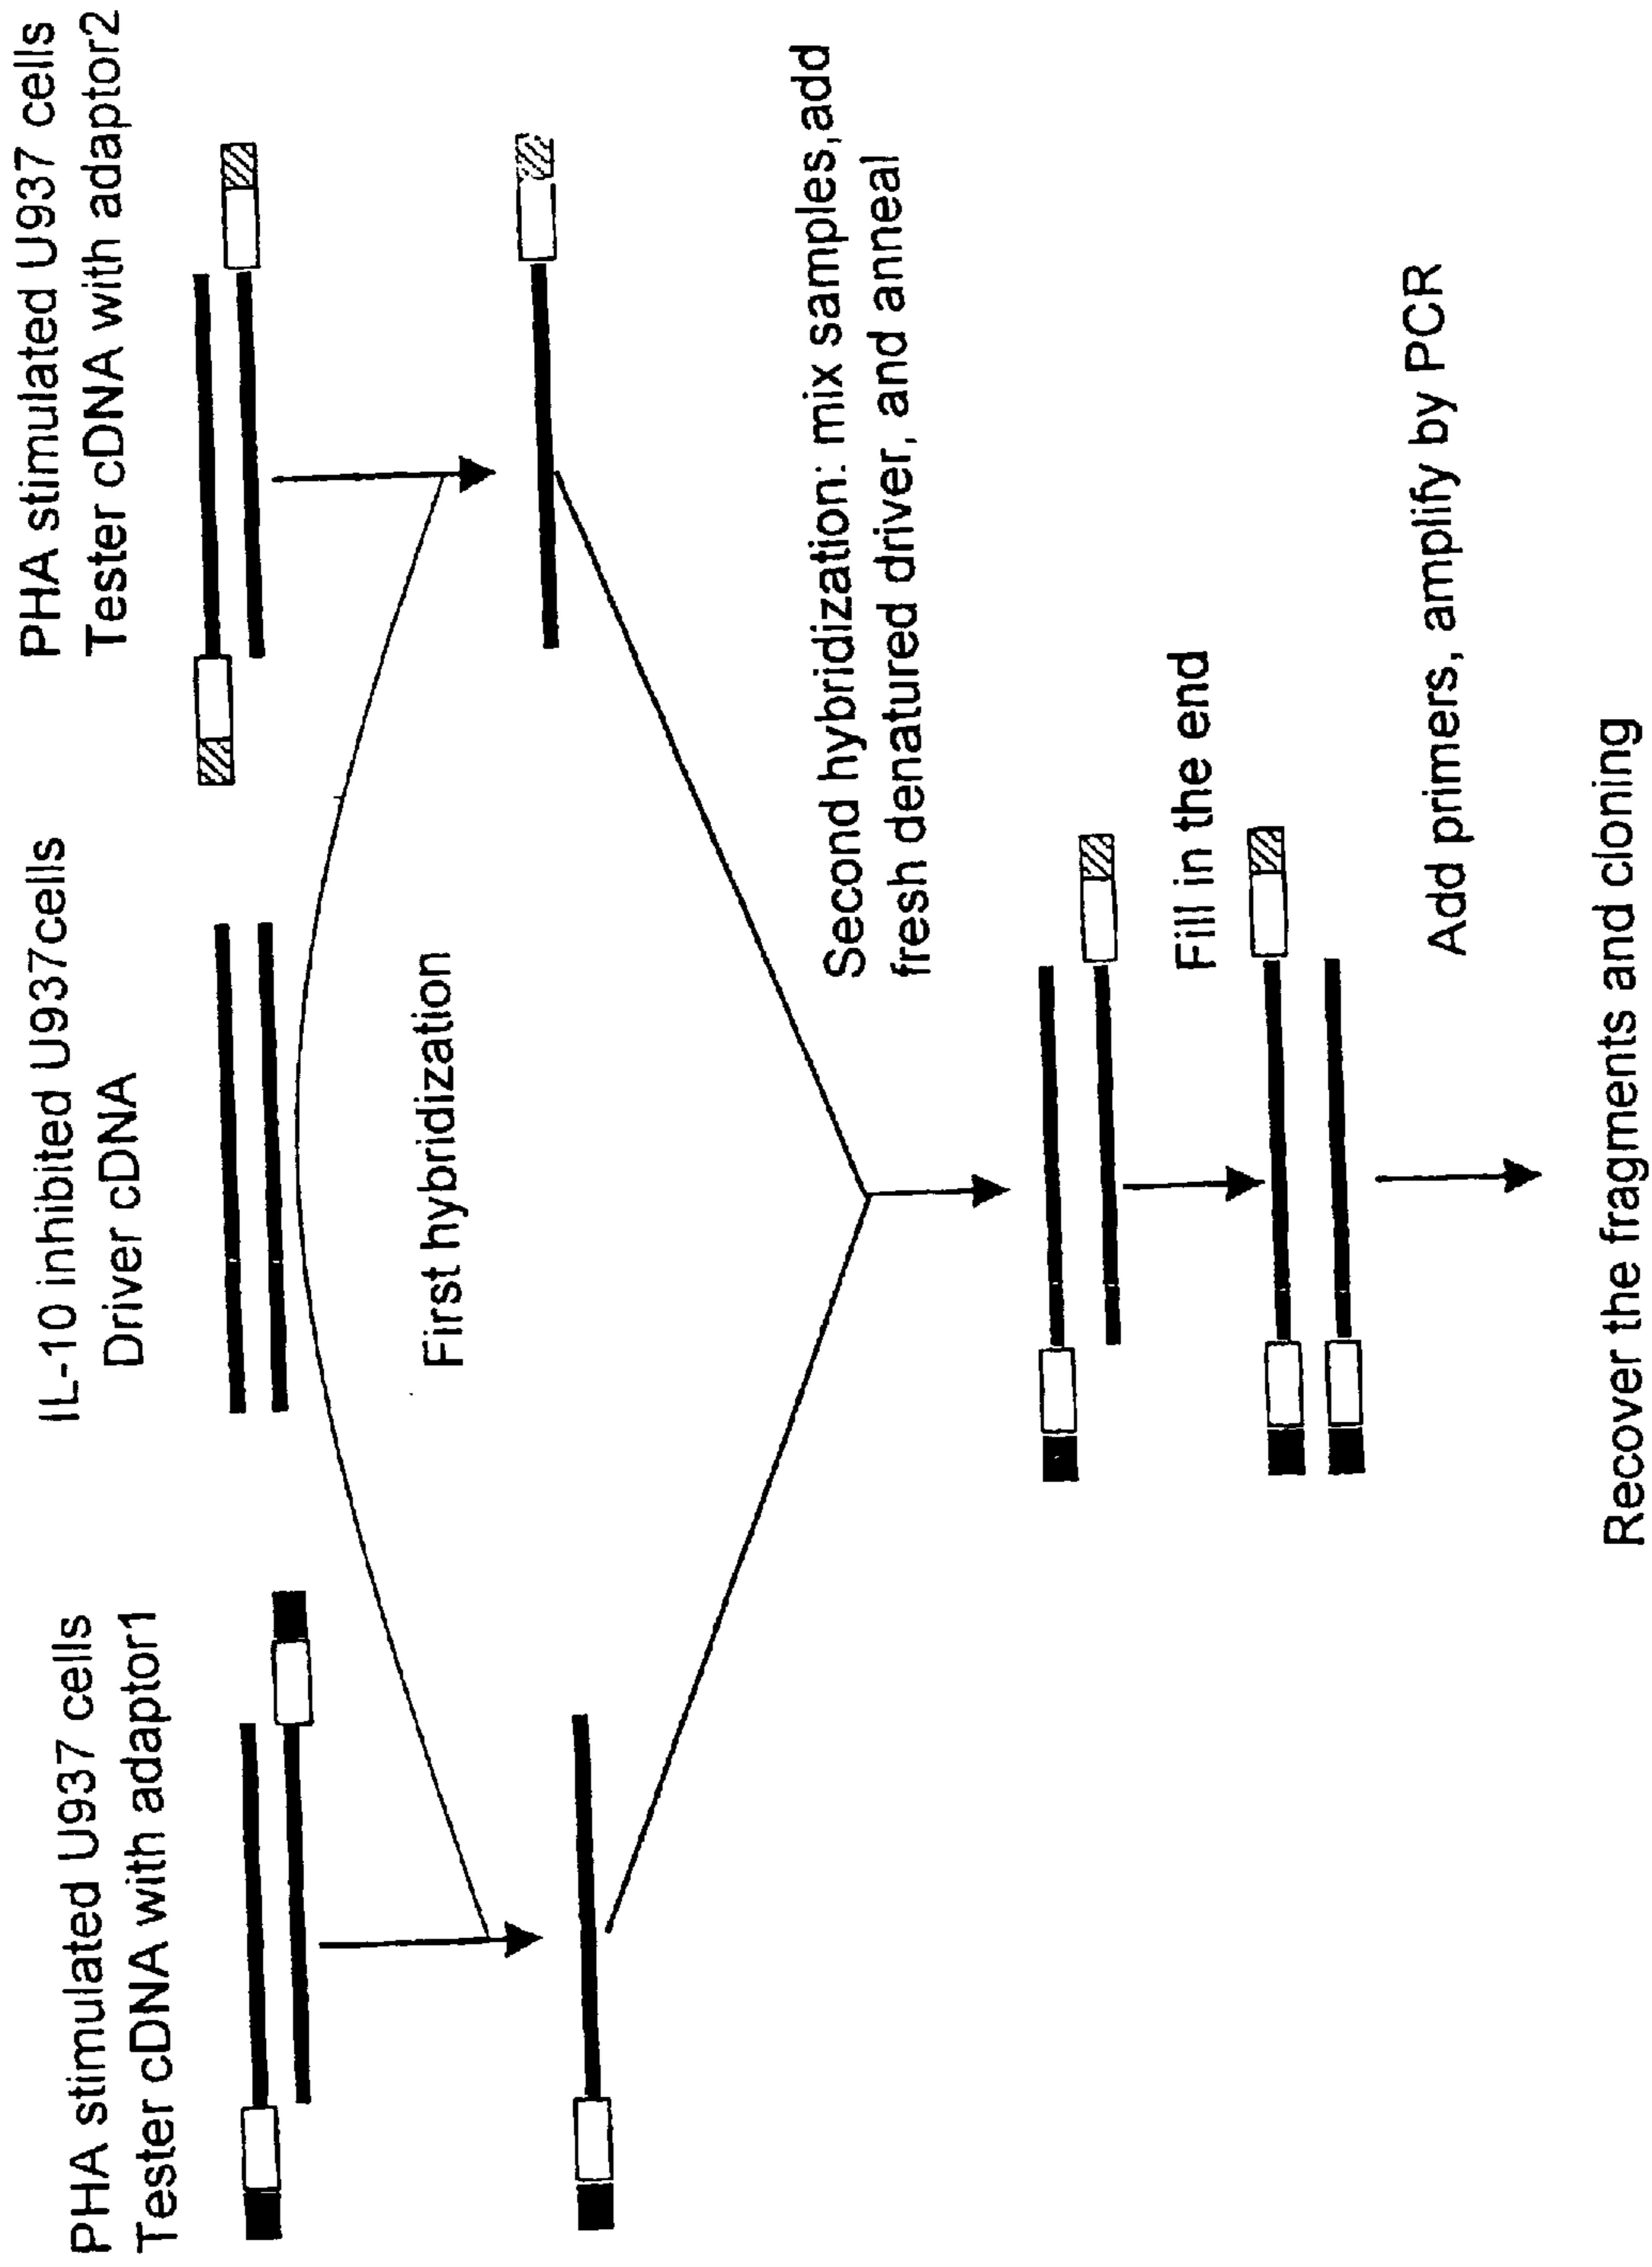 PHA stimulated U937 cells
Tester cDNA with adaptor1
IL-10 inhibited U937cells
Driver cDNA
PHA stimulated U937 cells
Tester cDNA with adaptor2
First hybridization
Second hybridization: mix samples, add
fresh denatured driver, and anneal
Fill in the end
Add primers, amplify by PCR
Recover the fragments and cloning